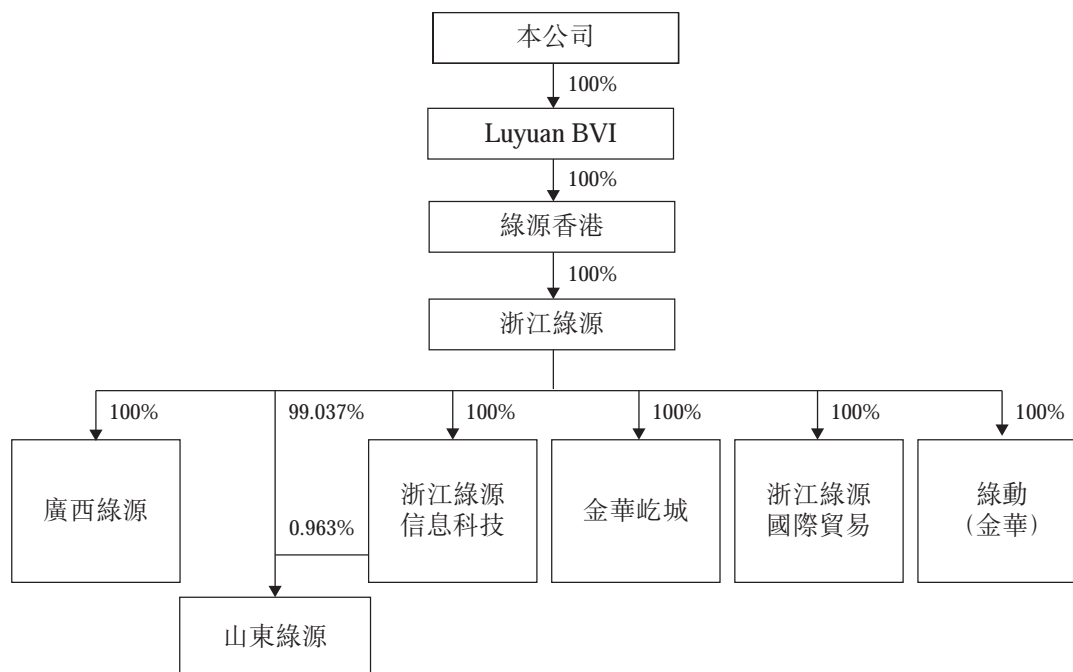 本公司
100%
Luyuan BVI
100%
綠源香港
100%
浙江綠源
100%
99.037%
100%
100%
100%
100%
廣西綠源
浙江綠源
信息科技
金華屹城
浙江綠源
國際貿易
綠動
(金華)
0.963%
山東綠源